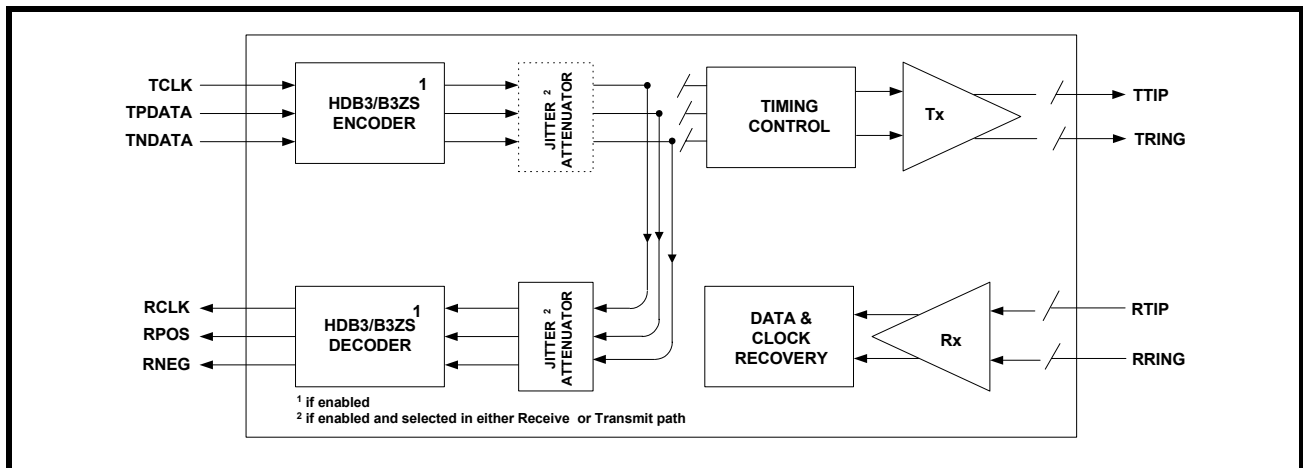 TCLK
TPDATA
TNDATA
HDB3/B3ZS 1
ENCODER
JITTER 2
ATTENUATOR
TIMING
CONTROL
Tx
TTIP
TRING
RCLK
RPOS
RNEG
HDB3/B3ZS 1
DECODER
JITTER 2
ATTENUATOR
DATA &
CLOCK
RECOVERY
Rx
RTIP
RRING
1 if enabled
2 if enabled and selected in either Receive or Transmit path